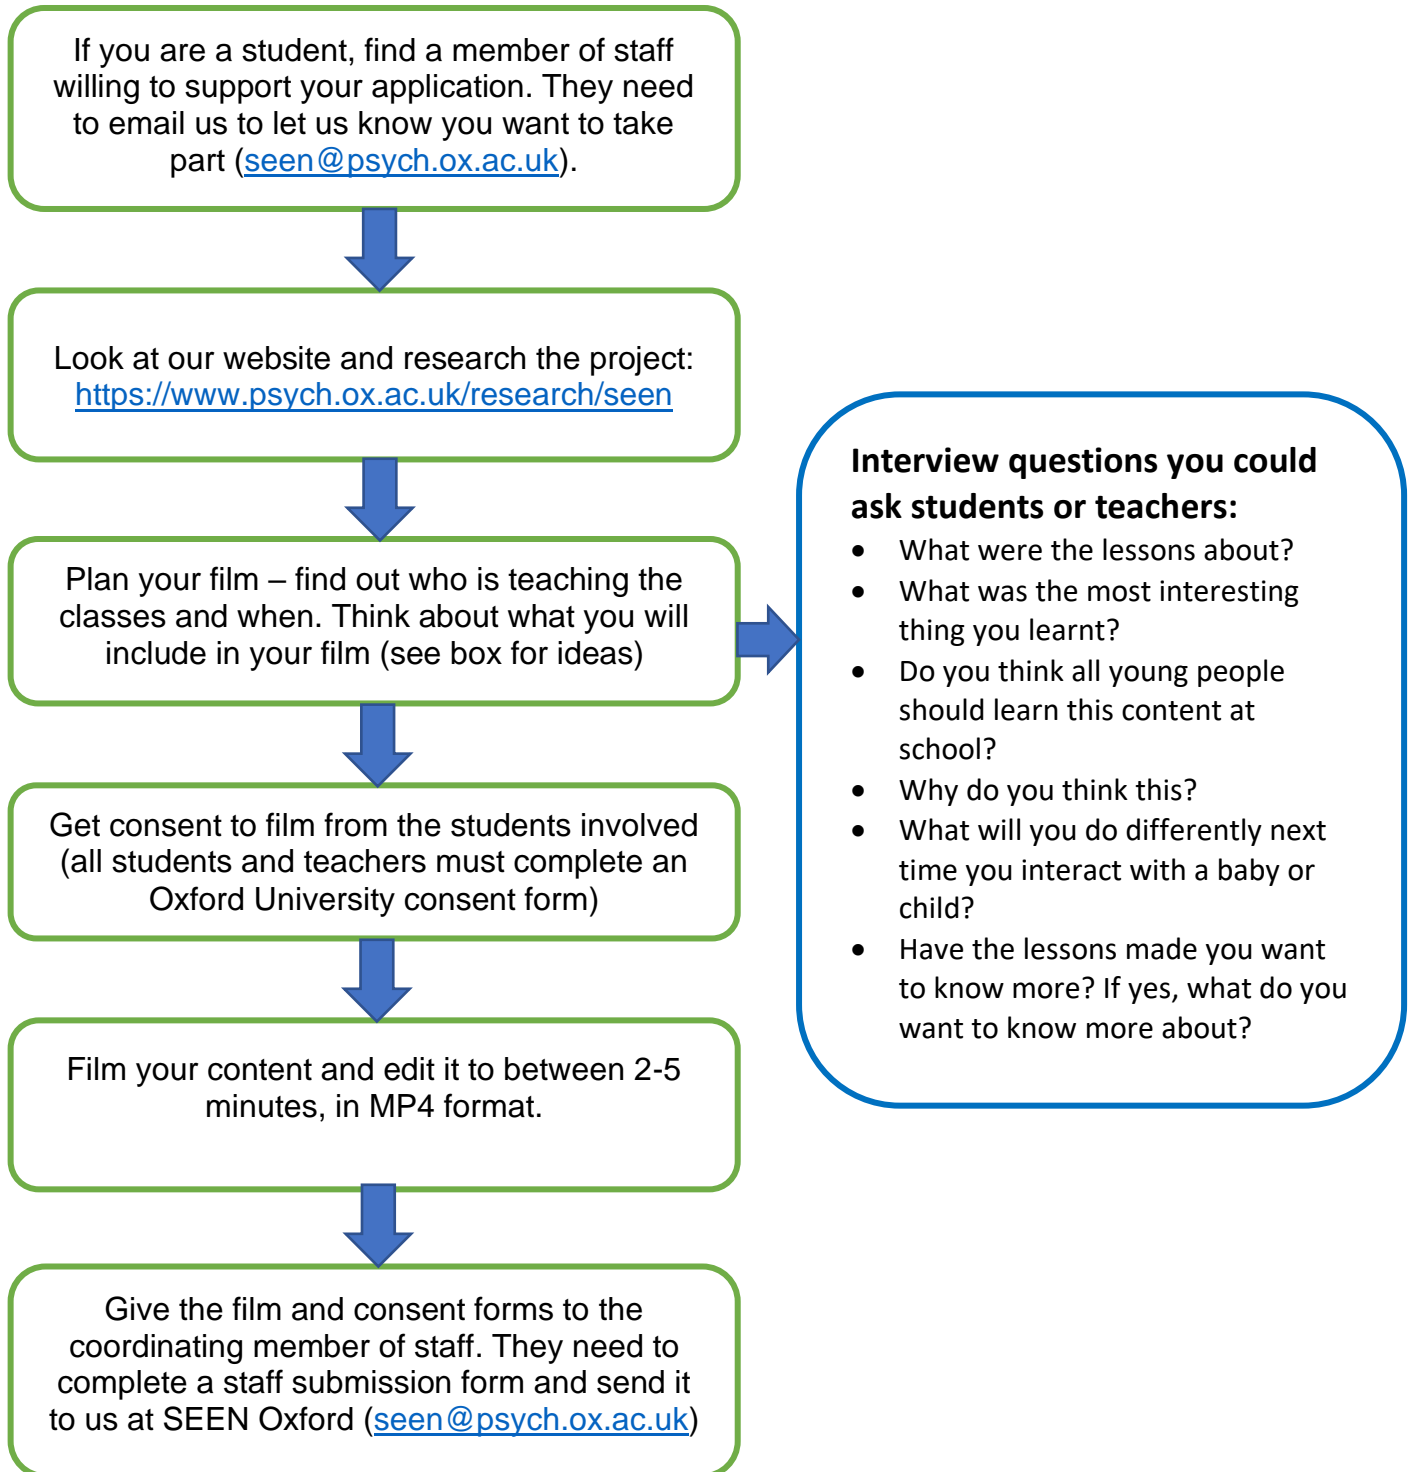 If you are a student, find a member of staff
willing to support your application. They need
to email us to let us know you want to take
part (seen@psych.ox.ac.uk).
Look at our website and research the project:
https://www.psych.ox.ac.uk/research/seen
Plan your film – find out who is teaching the
classes and when. Think about what you will
include in your film (see box for ideas)
Interview questions you could
ask students or teachers:
• What were the lessons about?
• What was the most interesting
thing you learnt?
• Do you think all young people
should learn this content at
school?
• Why do you think this?
• What will you do differently next
time you interact with a baby or
child?
• Have the lessons made you want
to know more? If yes, what do you
want to know more about?
Get consent to film from the students involved
(all students and teachers must complete an
Oxford University consent form)
Film your content and edit it to between 2-5
minutes, in MP4 format.
Give the film and consent forms to the
coordinating member of staff. They need to
complete a staff submission form and send it
to us at SEEN Oxford (seen@psych.ox.ac.uk)